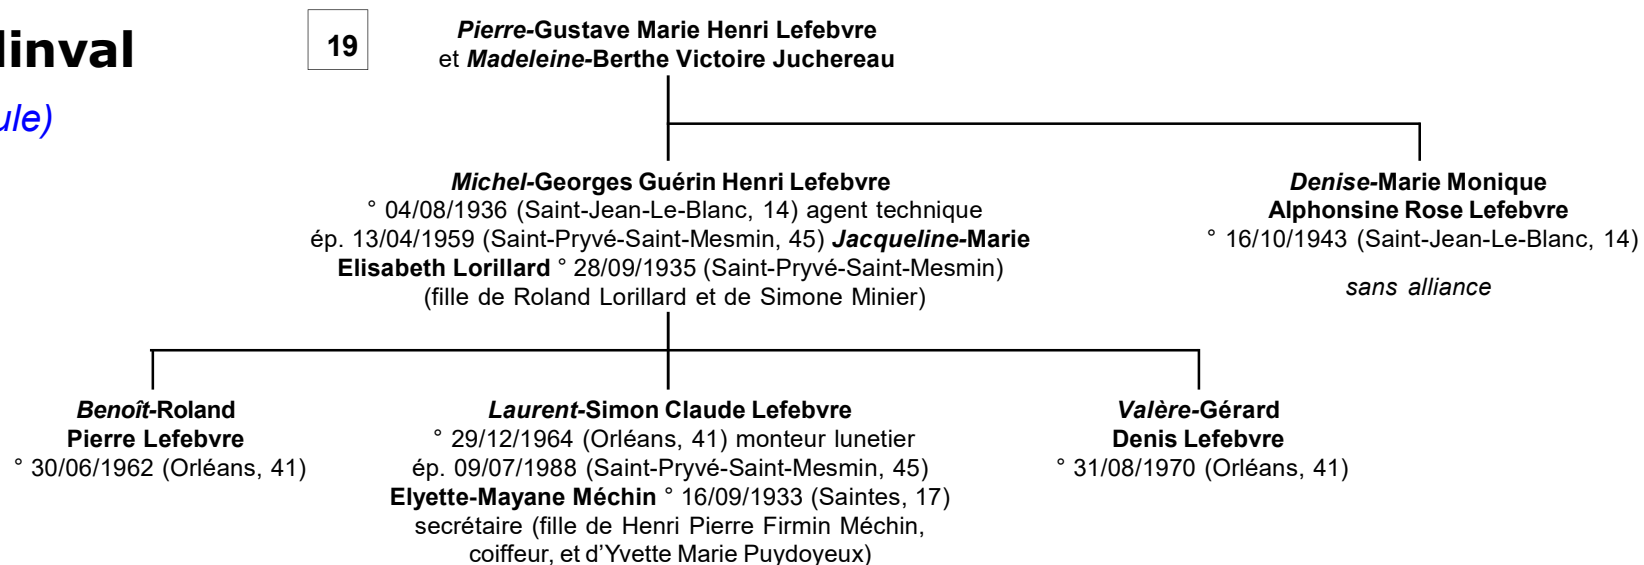 19
Pierre-Gustave Marie Henri Lefebvre
et Madeleine-Berthe Victoire Juchereau
Michel-Georges Guérin Henri Lefebvre
° 04/08/1936 (Saint-Jean-Le-Blanc, 14) agent technique
ép. 13/04/1959 (Saint-Pryvé-Saint-Mesmin, 45) Jacqueline-Marie
Elisabeth Lorillard ° 28/09/1935 (Saint-Pryvé-Saint-Mesmin)
(fille de Roland Lorillard et de Simone Minier)
Denise-Marie Monique
Alphonsine Rose Lefebvre
° 16/10/1943 (Saint-Jean-Le-Blanc, 14)
sans alliance
Benoît-Roland
Pierre Lefebvre
° 30/06/1962 (Orléans, 41)
Laurent-Simon Claude Lefebvre
° 29/12/1964 (Orléans, 41) monteur lunetier
ép. 09/07/1988 (Saint-Pryvé-Saint-Mesmin, 45)
Elyette-Mayane Méchin ° 16/09/1933 (Saintes, 17)
secrétaire (fille de Henri Pierre Firmin Méchin,
coiffeur, et d'Yvette Marie Puydoyeux)
Valère-Gérard
Denis Lefebvre
° 31/08/1970 (Orléans, 41)